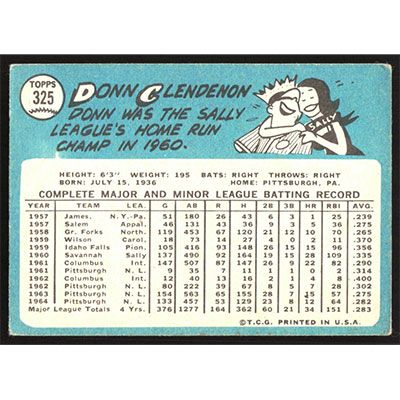 TOPPS
325
DONN CLENDENON
DONN WAS THE SALLY
LEAGUE'S HOME RUN
CHAMP IN 1960.
SALLY
HEIGHT: 6'3" WEIGHT: 195 BATS: RIGHT THROWS: RIGHT
BORN: JULY 15, 1936 HOME: PITTSBURGH, PA.
COMPLETE MAJOR AND MINOR LEAGUE BATTING RECORD
YEAR TEAM LEA. G AB R H 2B 3B HR RBI AVG.
1957 James. N.Y.-Pa. 51 180 26 43 6 3 1 25 .239
1957 Salem Appal. 46 131 43 36 9 3 3 25 .275
1958 Gr. Forks North. 120 453 68 120 21 12 10 70 .265
1959 Wilson Carol. 18 73 14 27 4 0 2 11 .370
1959 Idaho Falls Pion. 105 416 93 148 26 15 15 96 .356
1960 Savannah Sally 137 490 92 164 19 15 28 109 .335
1961 Columbus Int. 147 507 81 147 26 9 22 82 .290
1961 Pittsburgh N. L. 9 35 7 11 1 1 0 2 .314
1962 Columbus Int. 12 40 13 16 2 1 2 8 .400
1962 Pittsburgh N. L. 80 222 39 67 8 5 7 28 .302
1963 Pittsburgh N. L. 154 563 65 155 28 7 15 57 .275
1964 Pittsburgh N. L. 133 457 53 129 23 8 12 64 .282
Major League Totals 4 Yrs. 376 1277 164 362 60 21 34 151 .283
©T.C.G. PRINTED IN U.S.A.